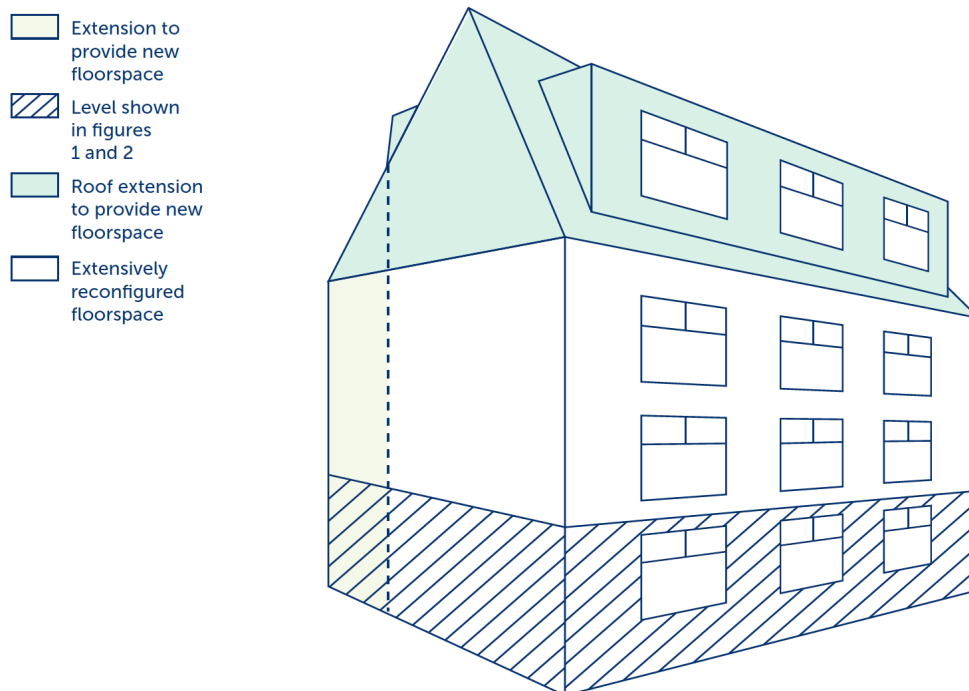 Extension to
provide new
floorspace
Level shown
in figures
1 and 2
Roof extension
to provide new
floorspace
Extensively
reconfigured
floorspace